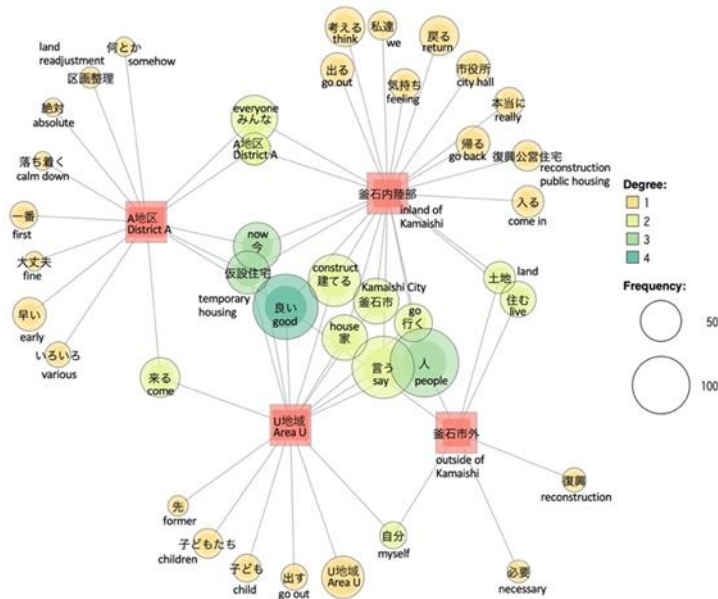 考える
think
私達
we
戻る
return
出る
go out
気持ち
feeling
市役所
city hall
本当に
really
帰る
go back
復興公営住宅
reconstruction
public housing
入る
come in
何とか
somehow
land
readjustment
区画整理
絶対
absolute
落ち着く
calm down
一番
first
大丈夫
fine
早い
early
いろいろ
various
everyone
みんな
A地区
District A
A地区
District A
釜石内陸部
inland of
Kamaishi
now
今
仮設住宅
temporary
housing
良い
good
construct
建てる
Kamaishi City
釜石市
go
行く
house
家
言う
say
人
people
土地
land
住む
live
来る
come
U地域
Area U
釜石市外
outside of
Kamaishi
復興
reconstruction
必要
necessary
自分
myself
先
former
子どもたち
children
子ども
child
出す
go out
U地域
Area U
Degree:
1
2
3
4
Frequency:
50
100